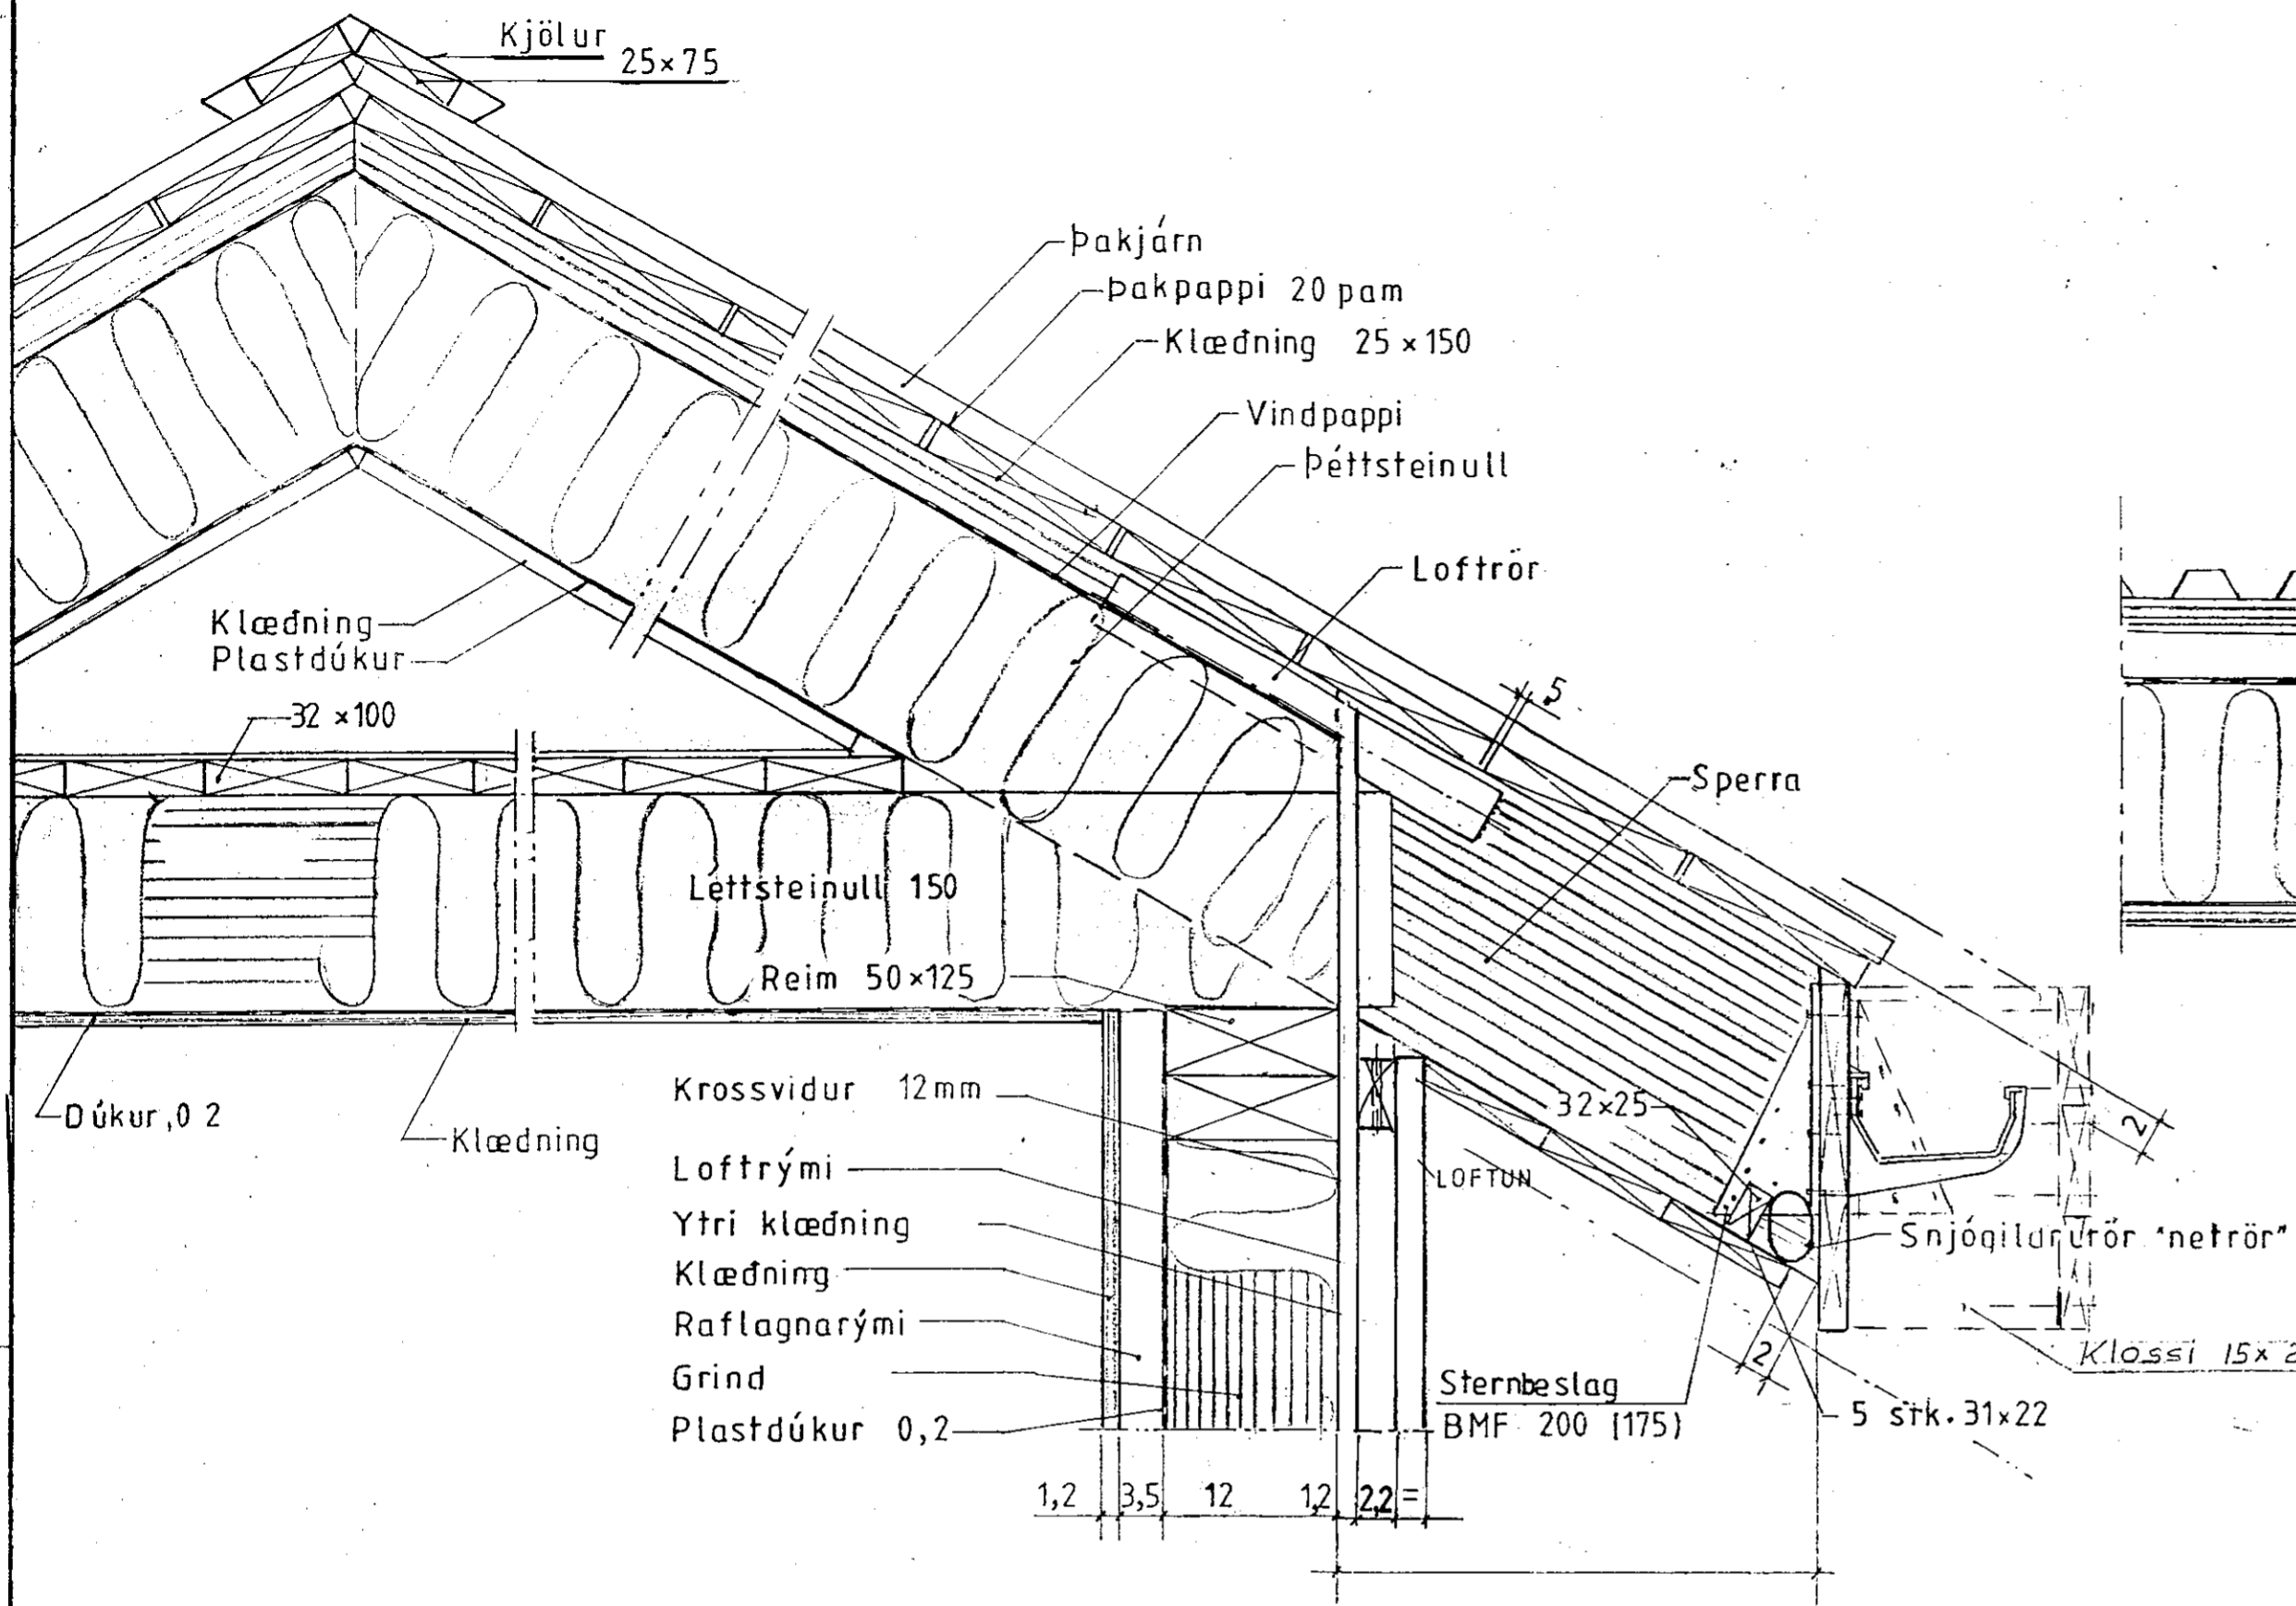 Kjölur
25×75
Þakjárn
Þakpappi 20 pam
Klæðning 25×150
Vindpappi
Þéttsteinull
Loftrör
5
Sperra
Klæðning
Plastdúkur
32×100
Léttsteinull 150
Reim 50×125
Dúkur,0 2
Klæðning
Krossvidur 12mm
Loftrými
Ytri klæðning
Klæðning
Raflagnarými
Grind
Plastdúkur 0,2
32×25
LOFTUN
2
Snjógildrurör "netrör"
Klossi 15×
2
Sternbeslag
BMF 200 (175)
5 stk. 31×22
1,2 3,5 12 1,2 2,2 =